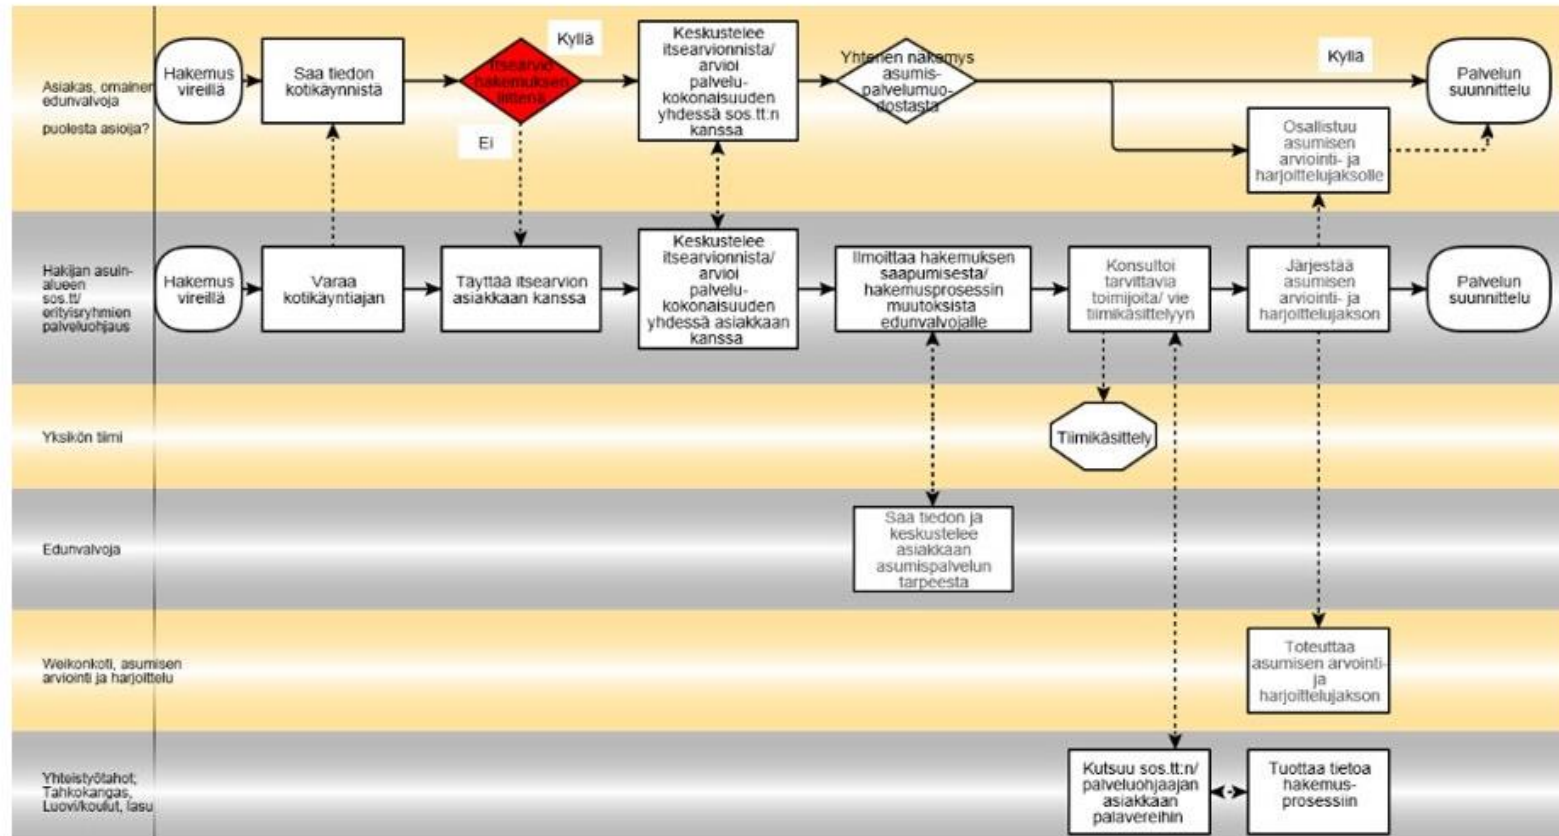 Asiakas, omainen
edunvalvoja
puolesta asioija?
Hakemus
vireillä
Saa tiedon
kotikäynnistä
Itsearvio
hakemuksen
liitteenä
Kyllä
Ei
Keskustelee
itsearvionnista/
arvioi
palvelu-
kokonaisuuden
yhdessä sos.tt:n
kanssa
Yhtenen näkemys
asumis-
palvelumuo-
dostasta
Kyllä
Osallistuu
asumisen
arviointi- ja
harjoittelujaksolle
Palvelun
suunnittelu
Hakijan asuin-
alueen
sos.tt/
erityisryhmien
palveluohjaus
Hakemus
vireillä
Varaa
kotikäyntiajan
Täyttää itsearvion
asiakkaan kanssa
Keskustelee
itsearvionnista/
arvioi
palvelu-
kokonaisuuden
yhdessä asiakkaan
kanssa
Ilmoittaa hakemuksen
saapumisesta/
hakemusprosessin
muutoksista
edunvalvojalle
Konsultoi
tarvittavia
toimijoita/ vie
tiimikäsittelyyn
Järjestää
asumisen
arviointi- ja
harjoittelujakson
Palvelun
suunnittelu
Yksikön tiimi
Tiimikäsittely
Edunvalvoja
Saa tiedon ja
keskustelee
asiakkaan
asumispalvelun
tarpeesta
Weikonkoti, asumisen
arviointi ja harjoittelu
Toteuttaa
asumisen arvointi-
ja
harjoittelujakson
Yhteistyötahot;
Tahkokangas,
Luovi/koulut, lasu
Kutsuu sos.tt:n/
palveluohjaajan
asiakkaan
palavereihin
Tuottaa tietoa
hakemus-
prosessiin